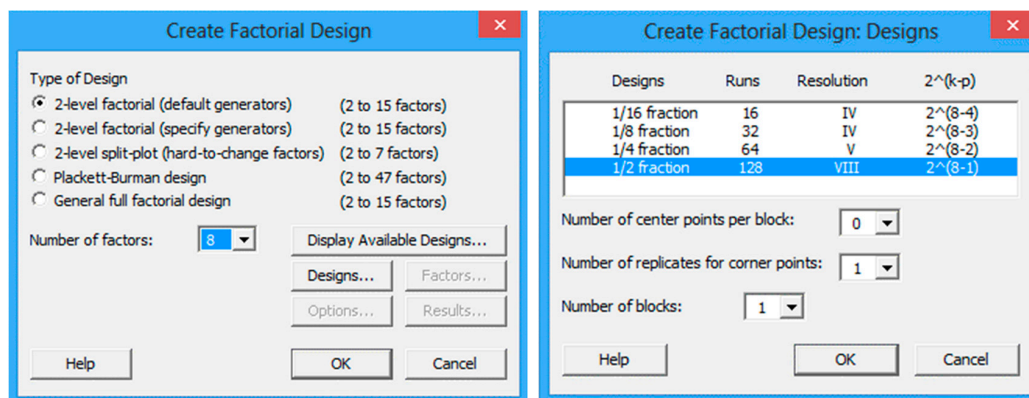 Create Factorial Design
Type of Design
2-level factorial (default generators) (2 to 15 factors)
2-level factorial (specify generators) (2 to 15 factors)
2-level split-plot (hard-to-change factors) (2 to 7 factors)
Plackett-Burman design (2 to 47 factors)
General full factorial design (2 to 15 factors)
Number of factors: 8 Display Available Designs...
Designs... Factors...
Options... Results...
Help OK Cancel
Create Factorial Design: Designs
Designs Runs Resolution 2^(k-p)
1/16 fraction 16 IV 2^(8-4)
1/8 fraction 32 IV 2^(8-3)
1/4 fraction 64 V 2^(8-2)
1/2 fraction 128 VIII 2^(8-1)
Number of center points per block: 0
Number of replicates for corner points: 1
Number of blocks: 1
Help OK Cancel